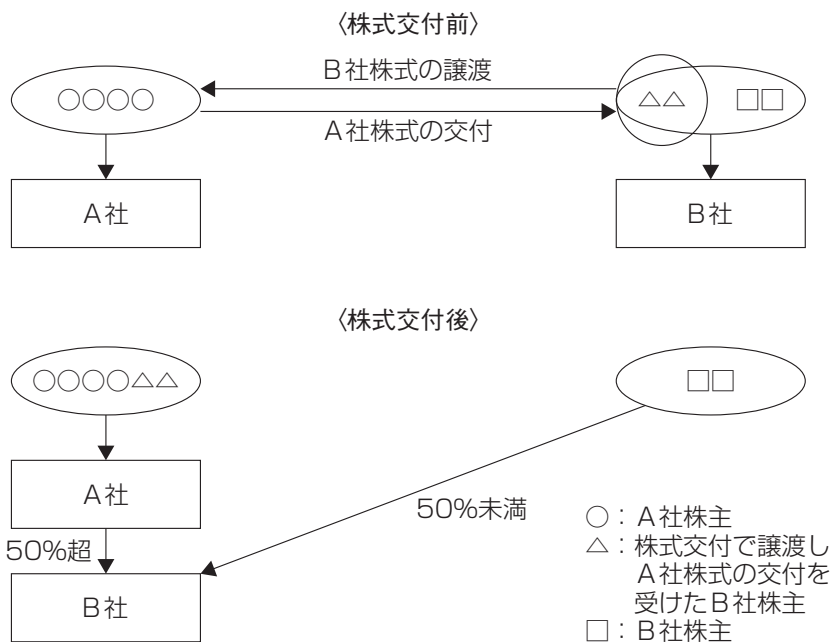 〈株式交付前〉
B社株式の譲渡
○○○○
△△
□□
A社株式の交付
A社
B社
〈株式交付後〉
○○○○△△
□□
A社
50%超
50%未満
B社
○：A社株主
△：株式交付で譲渡し
A社株式の交付を
受けたB社株主
□：B社株主